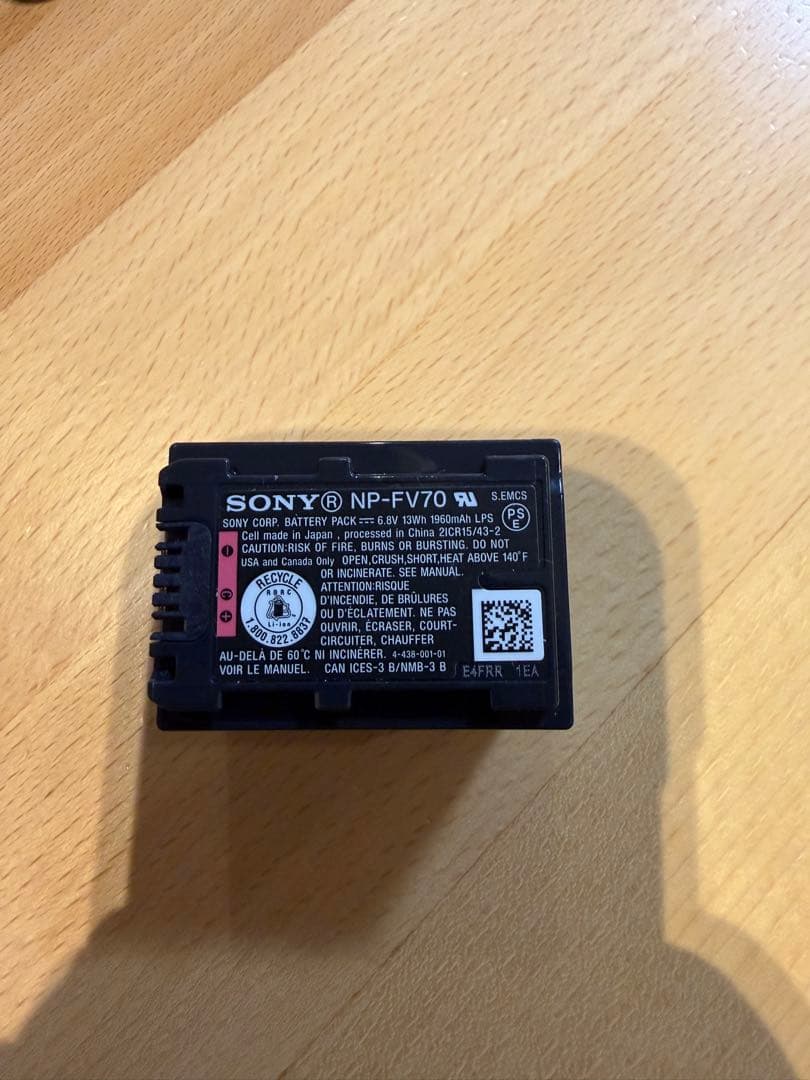 SONY® NP-FV70 S.EMCS
SONY CORP. BATTERY PACK ⎓ 6.8V 13Wh 1960mAh LPS
PS
E
Cell made in Japan , processed in China 2ICR15/43-2
CAUTION:RISK OF FIRE, BURNS OR BURSTING. DO NOT
USA and Canada Only OPEN,CRUSH,SHORT,HEAT ABOVE 140°F
OR INCINERATE. SEE MANUAL.
ATTENTION:RISQUE
D'INCENDIE, DE BRÛLURES
OU D'ÉCLATEMENT. NE PAS
OUVRIR, ÉCRASER, COURT-
CIRCUITER, CHAUFFER
AU-DELÀ DE 60°C NI INCINÉRER. 4-438-001-01
VOIR LE MANUEL. CAN ICES-3 B/NMB-3 B
RECYCLE
RBRC
Li-ion
1.800.822.8837
E4FRR 1EA